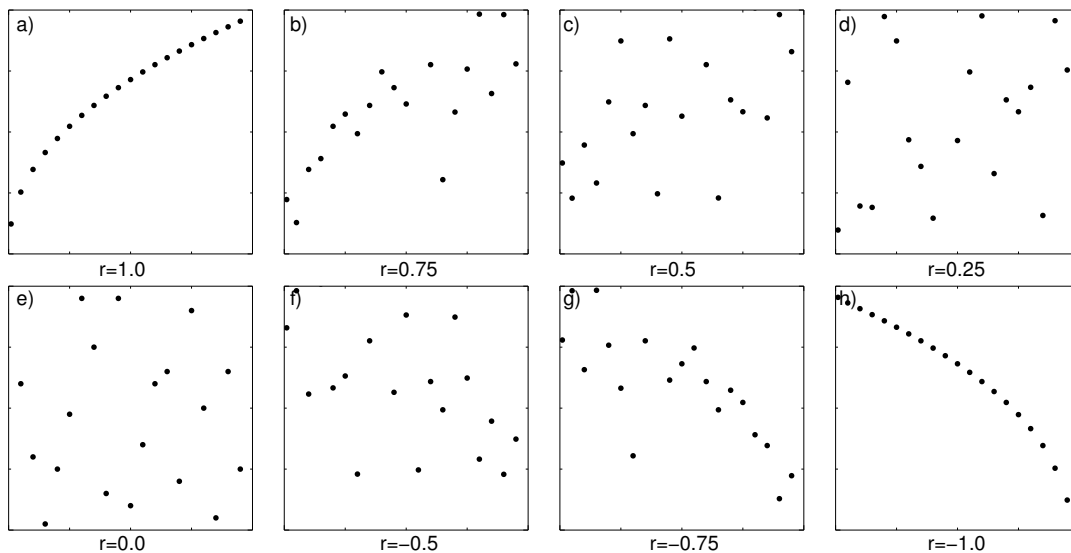 a) b) c) d)
r=1.0 r=0.75 r=0.5 r=0.25
e) f) g) h)
r=0.0 r=−0.5 r=−0.75 r=−1.0